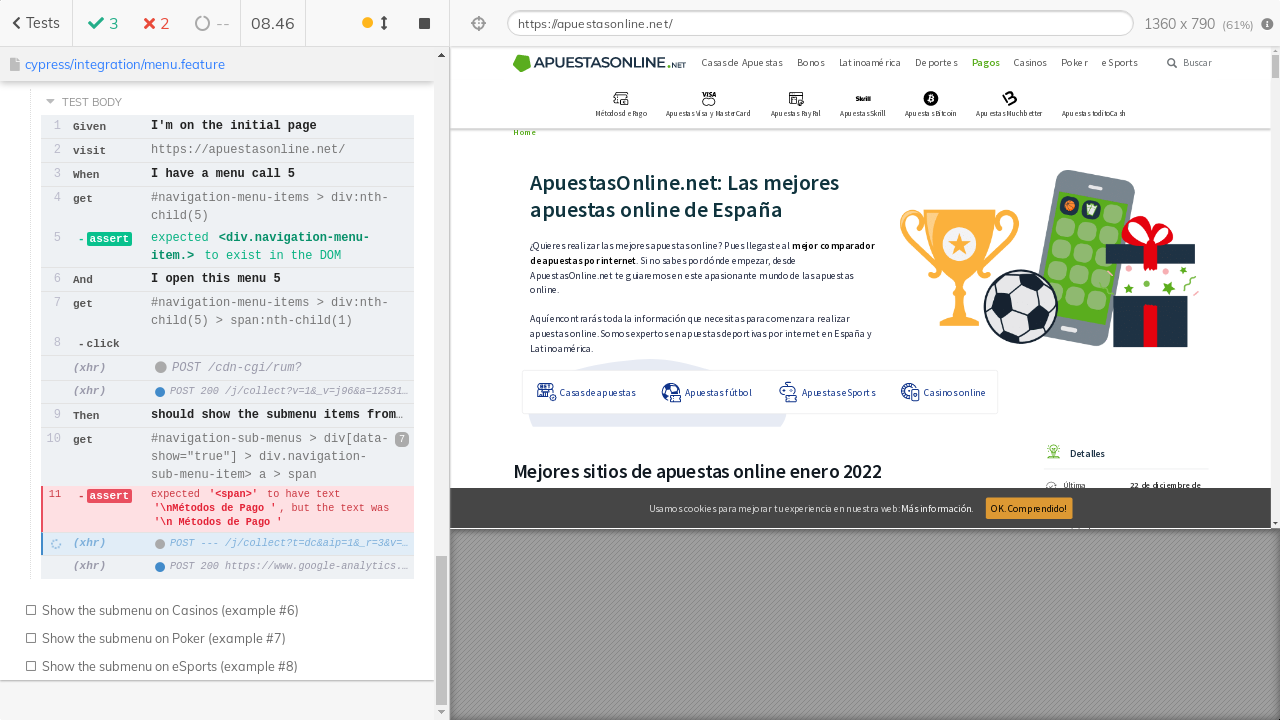 Tests 3 2 -- 08.46
https://apuestasonline.net/ 1360 x 790 (61%)
cypress/integration/menu.feature
TEST BODY
1 Given I'm on the initial page
2 visit https://apuestasonline.net/
3 When I have a menu call 5
4 get #navigation-menu-items > div:nth-
child(5)
5 -assert expected <div.navigation-menu-
item.> to exist in the DOM
6 And I open this menu 5
7 get #navigation-menu-items > div:nth-
child(5) > span:nth-child(1)
8 -click
(xhr) POST /cdn-cgi/rum?
(xhr) POST 200 /j/collect?v=1&_v=j96&a=12531...
9 Then should show the submenu items from…
10 get #navigation-sub-menus > div[data-
show="true"] > div.navigation-
sub-menu-item> a > span
7
11 -assert expected '<span>' to have text
'\nMétodos de Pago ', but the text was
'\n Métodos de Pago '
(xhr) POST --- /j/collect?t=dc&aip=1&_r=3&v=…
(xhr) POST 200 https://www.google-analytics.…
Show the submenu on Casinos (example #6)
Show the submenu on Poker (example #7)
Show the submenu on eSports (example #8)
APUESTASONLINE.NET Casas de Apuestas Bonos Latinoamérica Deportes Pagos Casinos Poker eSports Buscar
VISA Skrill
Métodos de Pago Apuestas Visa y MasterCard Apuestas PayPal Apuestas Skrill Apuestas Bitcoin Apuestas Muchbetter Apuestas toditoCash
Home
ApuestasOnline.net: Las mejores
apuestas online de España
¿Quieres realizar las mejores apuestas online? Pues llegaste al mejor comparador
de apuestas por internet. Si no sabes por dónde empezar, desde
ApuestasOnline.net te guiaremos en este apasionante mundo de las apuestas
online.
Aquí encontrarás toda la información que necesitas para comenzar a realizar
apuestas online. Somos expertos en apuestas deportivas por internet en España y
Latinoamérica.
Casas de apuestas Apuestas fútbol Apuestas eSports Casinos online
Detalles
Mejores sitios de apuestas online enero 2022
Última 22 de diciembre de
Usamos cookies para mejorar tu experiencia en nuestra web: Más información. OK. Comprendido!